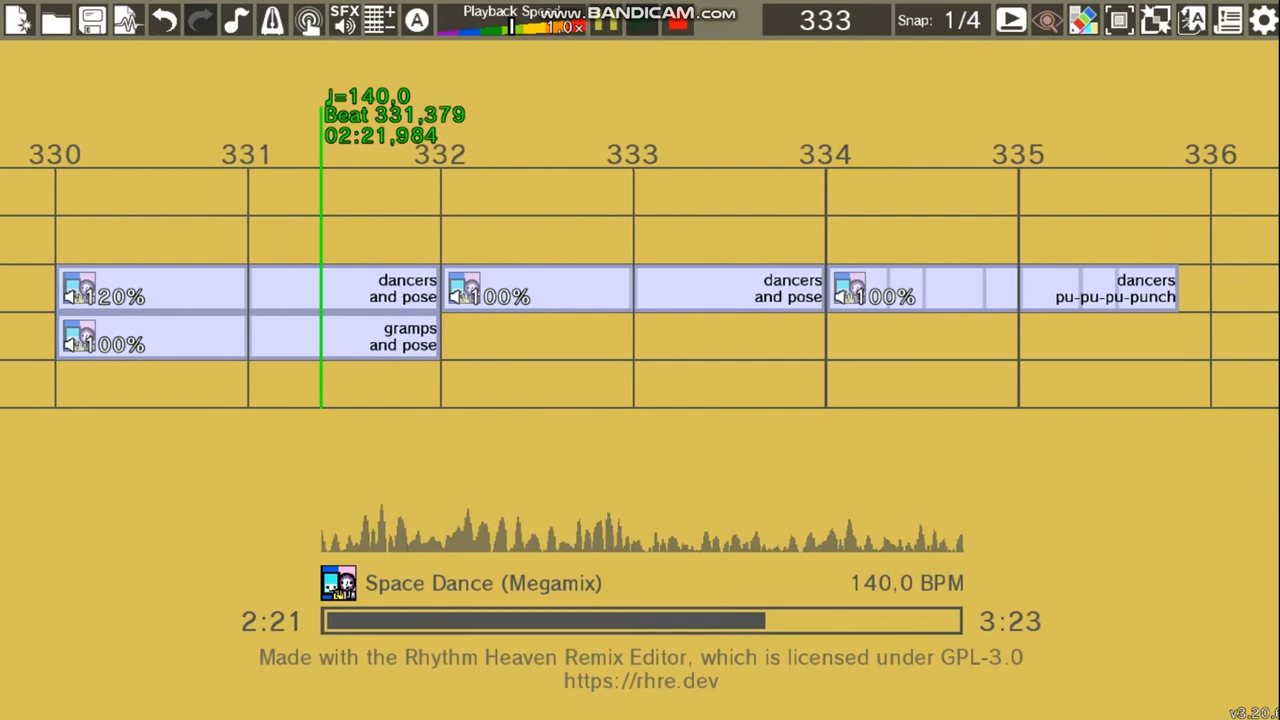 SFX
A
Playback Speed
1.0x
www.BANDICAM.com
333
Snap: 1/4
♩=140,0
Beat 331,379
02:21,984
330 331 332 333 334 335 336
120% dancers
and pose
100% dancers
and pose
100% dancers
pu-pu-pu-punch
100% gramps
and pose
Space Dance (Megamix) 140,0 BPM
2:21 3:23
Made with the Rhythm Heaven Remix Editor, which is licensed under GPL-3.0
https://rhre.dev